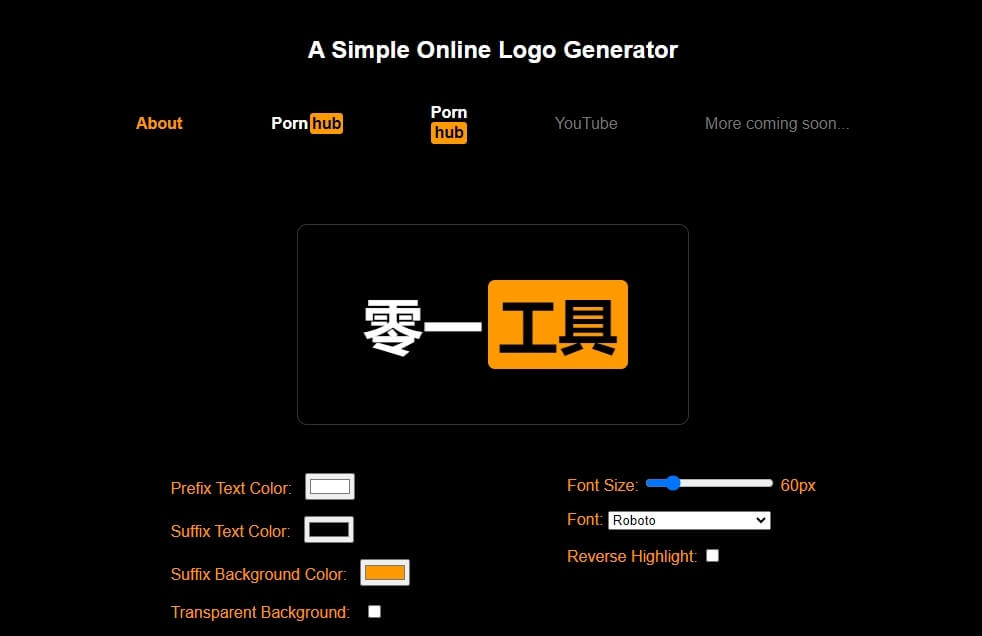 A Simple Online Logo Generator
About Porn hub Porn hub YouTube More coming soon...
零一 工具
Prefix Text Color:
Suffix Text Color:
Suffix Background Color:
Transparent Background:
Font Size: 60px
Font: Roboto
Reverse Highlight: